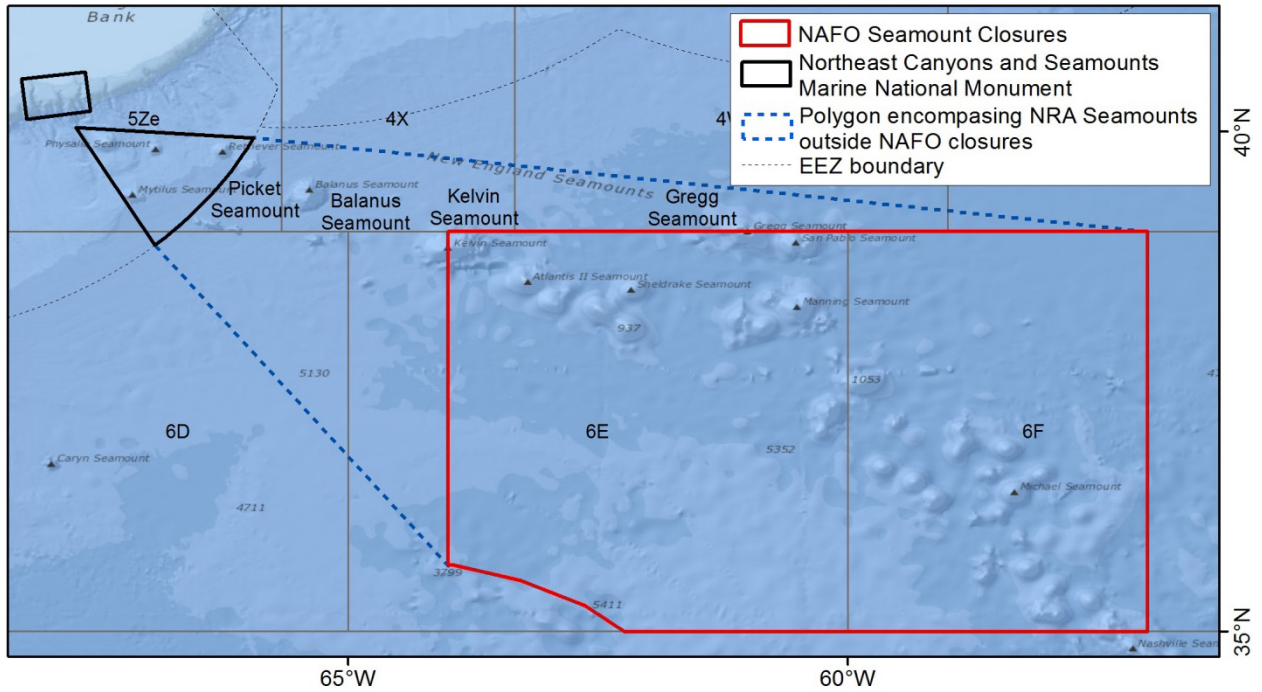 Bank
NAFO Seamount Closures
Northeast Canyons and Seamounts
Marine National Monument
Polygon encompasing NRA Seamounts
outside NAFO closures
EEZ boundary
5Ze
4X
40°N
Physalia Seamount
Retriever Seamount
New England Seamounts
Mytilus Seamount
Picket
Seamount
Balanus Seamount
Balanus
Seamount
Kelvin
Seamount
Gregg
Seamount
Gregg Seamount
San Pablo Seamount
Kelvin Seamount
Atlantis II Seamount
Sheldrake Seamount
Manning Seamount
937
5130
1053
6D
6E
6F
5352
Caryn Seamount
Michael Seamount
4711
3299
5411
35°N
Nashville Seam
65°W
60°W